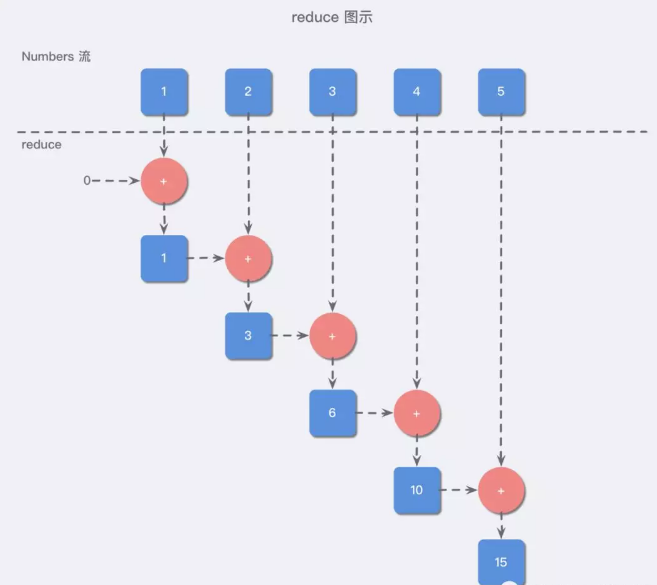 reduce 图示
Numbers 流
1 2 3 4 5
reduce
0 +
1 +
3 +
6 +
10 +
15